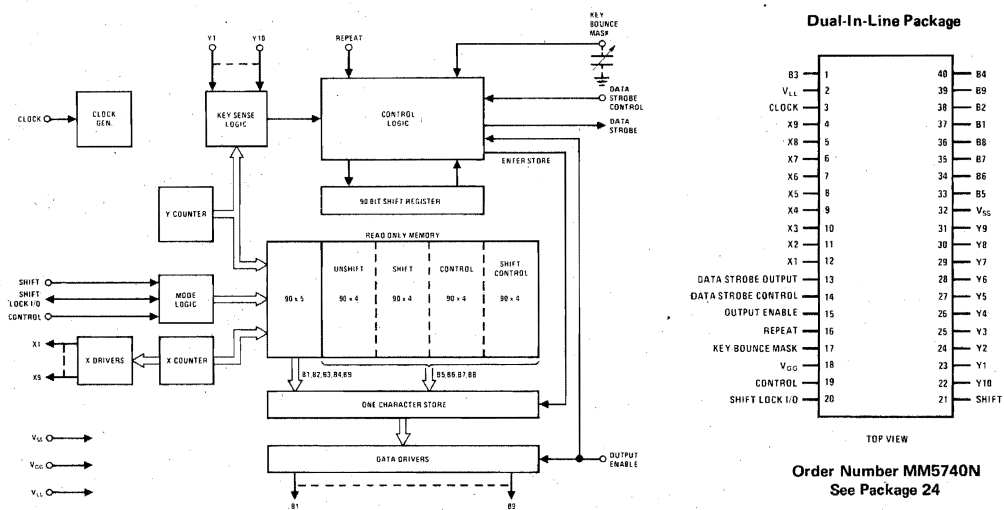 Y1
Y10
REPEAT
KEY
BOUNCE
MASK
CLOCK
CLOCK
GEN.
KEY SENSE
LOGIC
CONTROL
LOGIC
DATA
STROBE
CONTROL
DATA
STROBE
ENTER STORE
90 BIT SHIFT REGISTER
Y COUNTER
READ ONLY MEMORY
UNSHIFT
SHIFT
CONTROL
SHIFT
CONTROL
90 x 5
90 x 4
90 x 4
90 x 4
90 x 4
SHIFT
SHIFT
LOCK I/O
CONTROL
MODE
LOGIC
X1
X9
X DRIVERS
X COUNTER
B1,B2,B3,B4,B9
B5,B6,B7,B8
ONE CHARACTER STORE
DATA DRIVERS
OUTPUT
ENABLE
VSS
VGG
VLL
B1
B9
Dual-In-Line Package
B3 1 40 B4
VLL 2 39 B9
CLOCK 3 38 B2
X9 4 37 B1
X8 5 36 B8
X7 6 35 B7
X6 7 34 B6
X5 8 33 B5
X4 9 32 VSS
X3 10 31 Y9
X2 11 30 Y8
X1 12 29 Y7
DATA STROBE OUTPUT 13 28 Y6
DATA STROBE CONTROL 14 27 Y5
OUTPUT ENABLE 15 26 Y4
REPEAT 16 25 Y3
KEY-BOUNCE MASK 17 24 Y2
VGG 18 23 Y1
CONTROL 19 22 Y10
SHIFT LOCK I/O 20 21 SHIFT
TOP VIEW
Order Number MM5740N
See Package 24